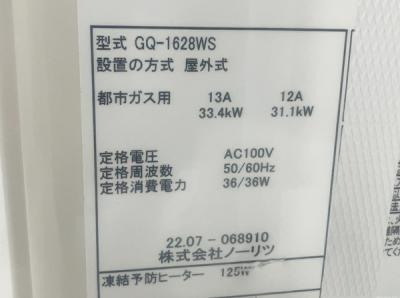 型式 GQ-1628WS
設置の方式 屋外式
都市ガス用 13A 12A
33.4kW 31.1kW
定格電圧 AC100V
定格周波数 50/60Hz
定格消費電力 36/36W
22.07 - 068910
株式会社ノーリツ
凍結予防ヒーター 125W